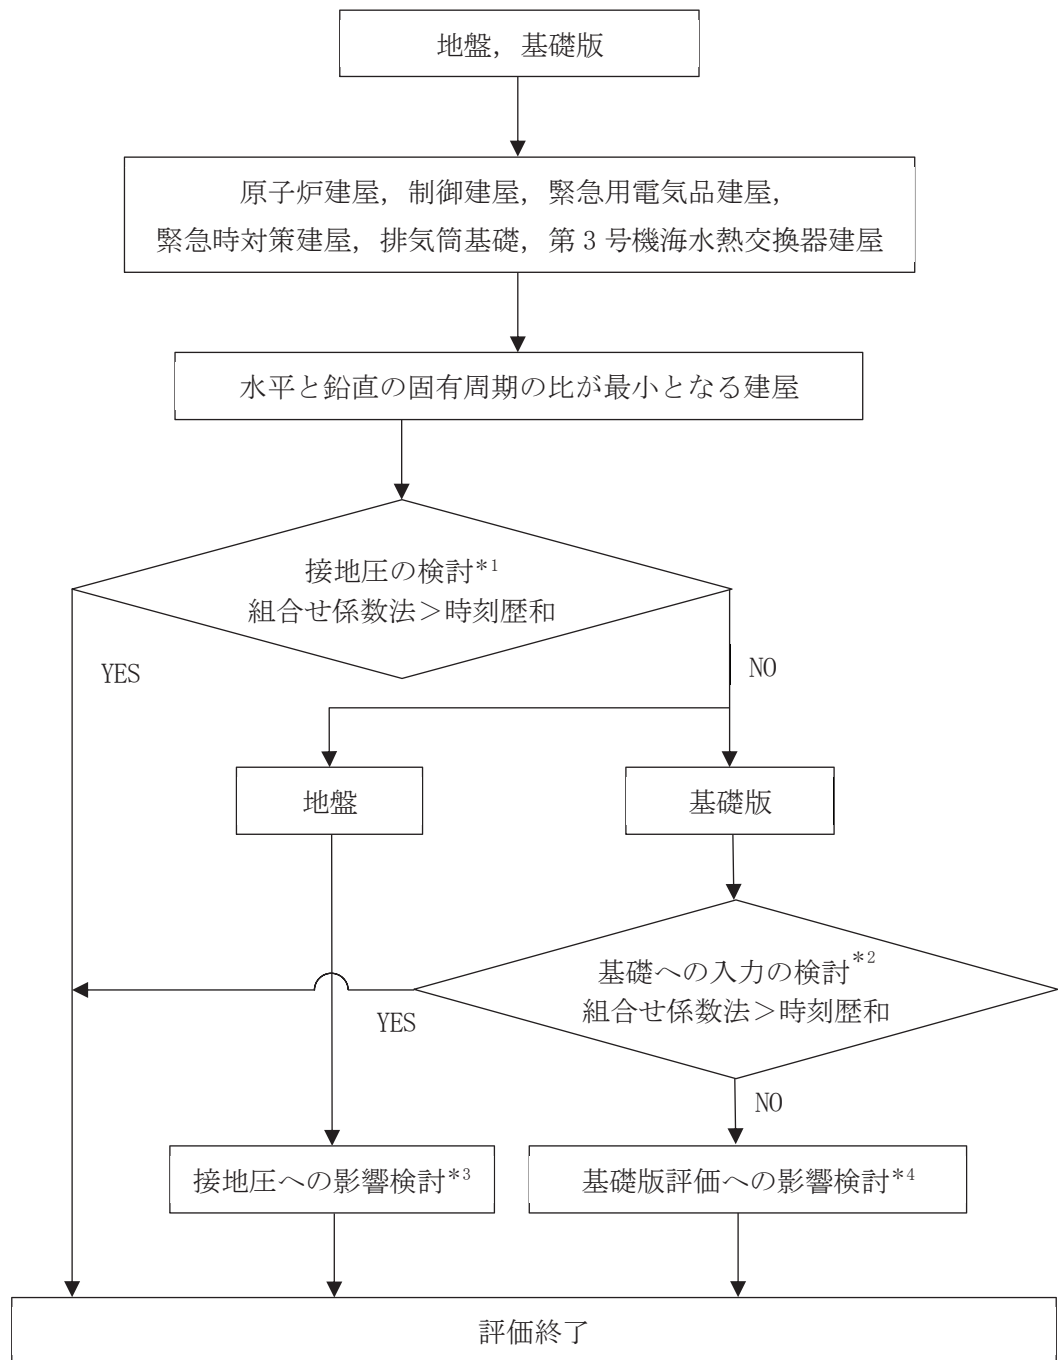 地盤，基礎版
原子炉建屋，制御建屋，緊急用電気品建屋，
緊急時対策建屋，排気筒基礎，第 3 号機海水熱交換器建屋
水平と鉛直の固有周期の比が最小となる建屋
接地圧の検討*1
組合せ係数法＞時刻歴和
YES
NO
地盤
基礎版
基礎への入力の検討*2
組合せ係数法＞時刻歴和
YES
NO
接地圧への影響検討*3
基礎版評価への影響検討*4
評価終了